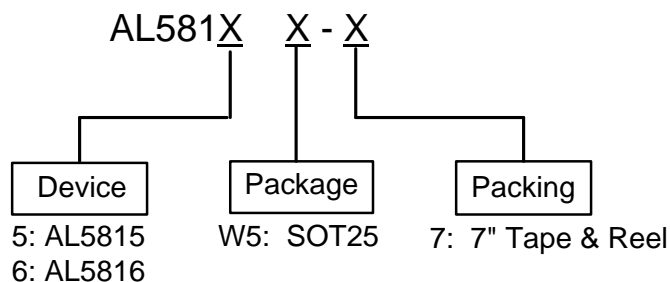 AL581X X - X
Device Package Packing
5: AL5815 W5: SOT25 7: 7" Tape & Reel
6: AL5816